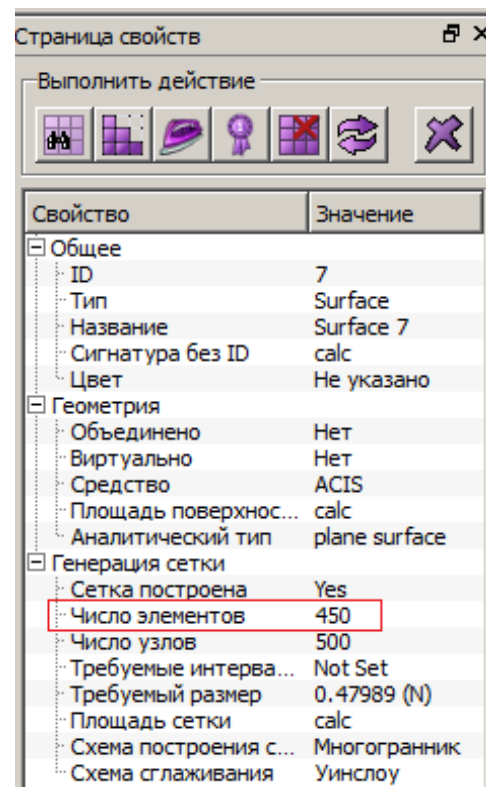 Страница свойств
Выполнить действие
Свойство Значение
Общее
ID 7
Тип Surface
Название Surface 7
Сигнатура без ID calc
Цвет Не указано
Геометрия
Объединено Нет
Виртуально Нет
Средство ACIS
Площадь поверхнос... calc
Аналитический тип plane surface
Генерация сетки
Сетка построена Yes
Число элементов 450
Число узлов 500
Требуемые интерва... Not Set
Требуемый размер 0.47989 (N)
Площадь сетки calc
Схема построения с... Многогранник
Схема сглаживания Уинслоу